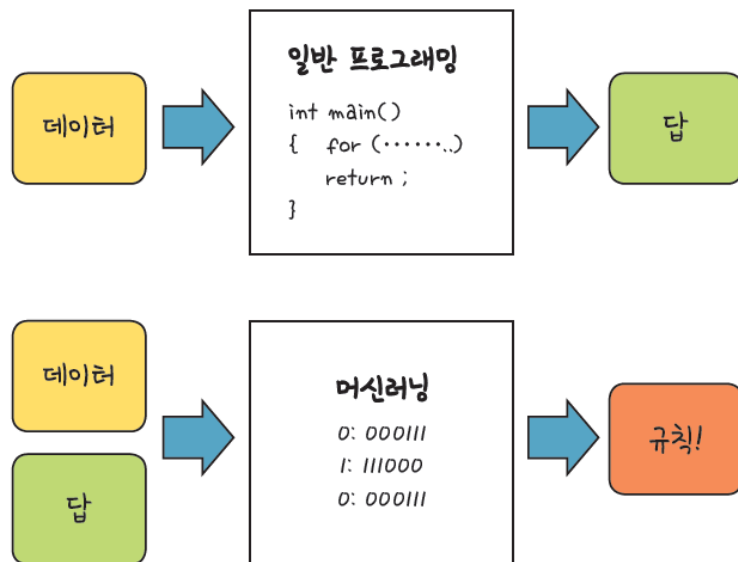 일반 프로그래밍
데이터
int main()
{ for (········)
return ;
}
답
데이터
답
머신러닝
0: 000111
1: 111000
0: 000111
규칙!